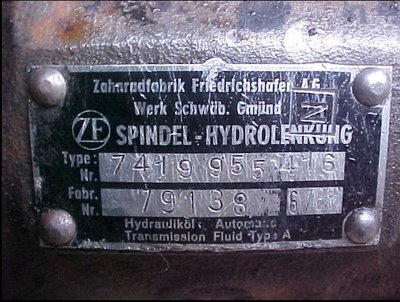 Zahnradfabrik Friedrichshafen AG
Werk Schwäb. Gmünd
ZF SPINDEL-HYDROLENKUNG
Type: Nr. 7419 955 416
Fabr. Nr. 79138
Hydrauliköl: Automatic
Transmission Fluid Type A